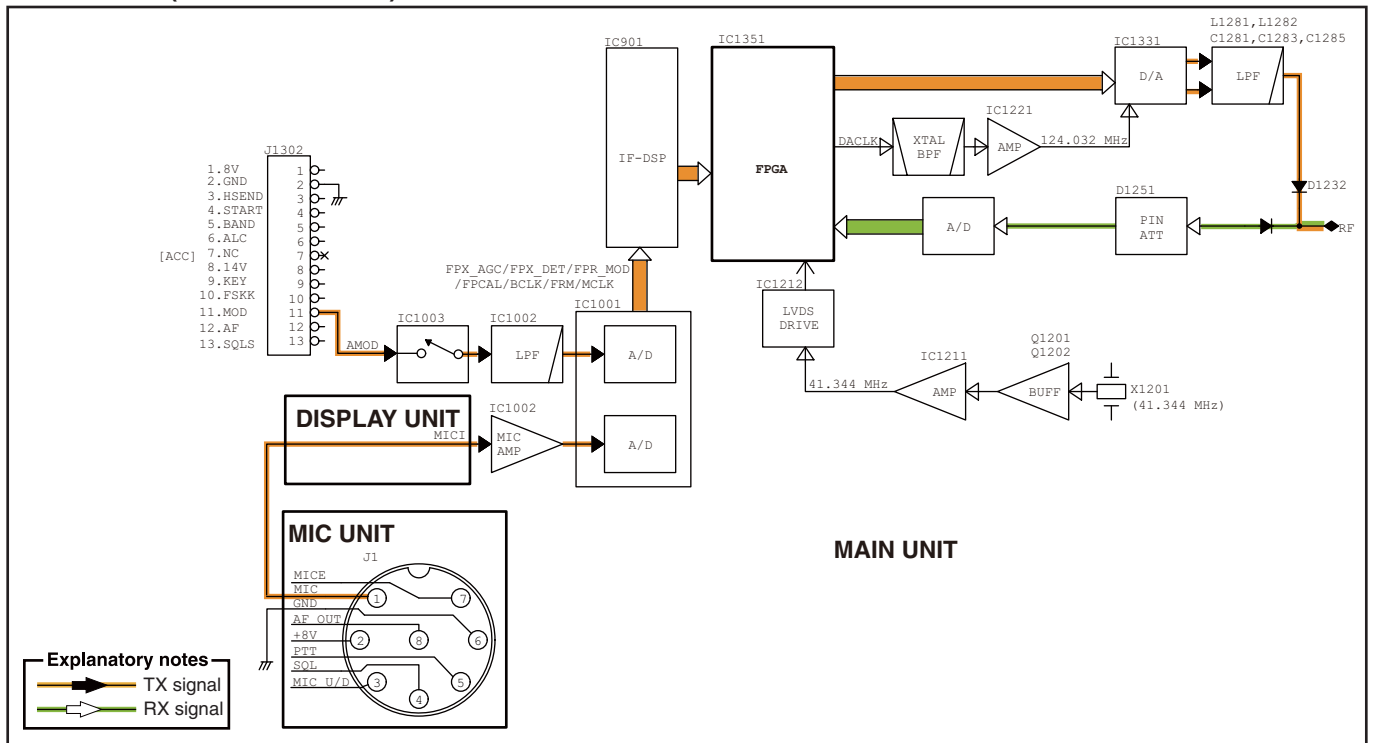 IC901
IC1351
IC1331
L1281,L1282
C1281,C1283,C1285
D/A
LPF
IC1221
DACLK
XTAL
BPF
AMP
124.032 MHz
IF-DSP
FPGA
D1232
D1251
A/D
PIN
ATT
RF
J1302
1.8V
2.GND
3.HSEND
4.START
5.BAND
6.ALC
[ACC]
7.NC
8.14V
9.KEY
10.FSKK
11.MOD
12.AF
13.SQLS
1
2
3
4
5
6
7
8
9
10
11
12
13
FPX_AGC/FPX_DET/FPR_MOD
/FPCAL/BCLK/FRM/MCLK
IC1212
LVDS
DRIVE
IC1001
IC1003
IC1002
AMOD
LPF
A/D
IC1211
Q1201
Q1202
41.344 MHz
AMP
BUFF
X1201
(41.344 MHz)
DISPLAY UNIT
MICI
IC1002
MIC
AMP
A/D
MIC UNIT
J1
MICE
MIC
GND
AF OUT
+8V
PTT
SQL
MIC U/D
1
7
2
8
6
3
5
4
MAIN UNIT
Explanatory notes
TX signal
RX signal